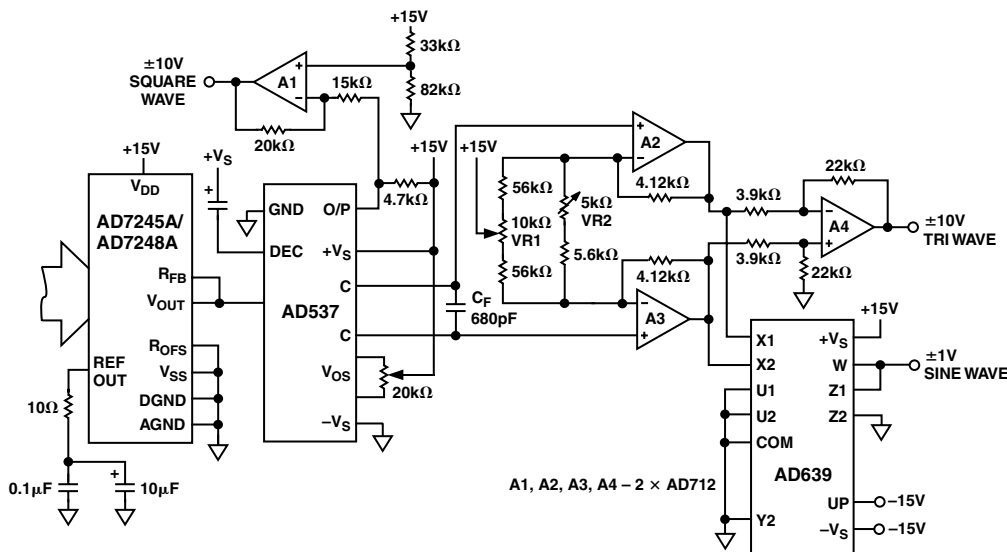 +15V
33kΩ
82kΩ
±10V
SQUARE
WAVE
A1
+
−
15kΩ
20kΩ
+15V
+VS
+
VDD
AD7245A/
AD7248A
RFB
VOUT
ROFS
VSS
DGND
AGND
REF
OUT
10Ω
0.1μF
+
10μF
GND
DEC
O/P
+VS
C
C
VOS
−VS
AD537
4.7kΩ
+15V
CF
680pF
20kΩ
+15V
56kΩ
10kΩ
VR1
56kΩ
5kΩ
VR2
5.6kΩ
+
−
A2
4.12kΩ
4.12kΩ
−
+
A3
3.9kΩ
3.9kΩ
22kΩ
−
+
A4
22kΩ
±10V
TRI WAVE
X1
X2
U1
U2
COM
Y2
+VS
W
Z1
Z2
AD639
UP
−VS
+15V
±1V
SINE WAVE
−15V
−15V
A1, A2, A3, A4 – 2 × AD712